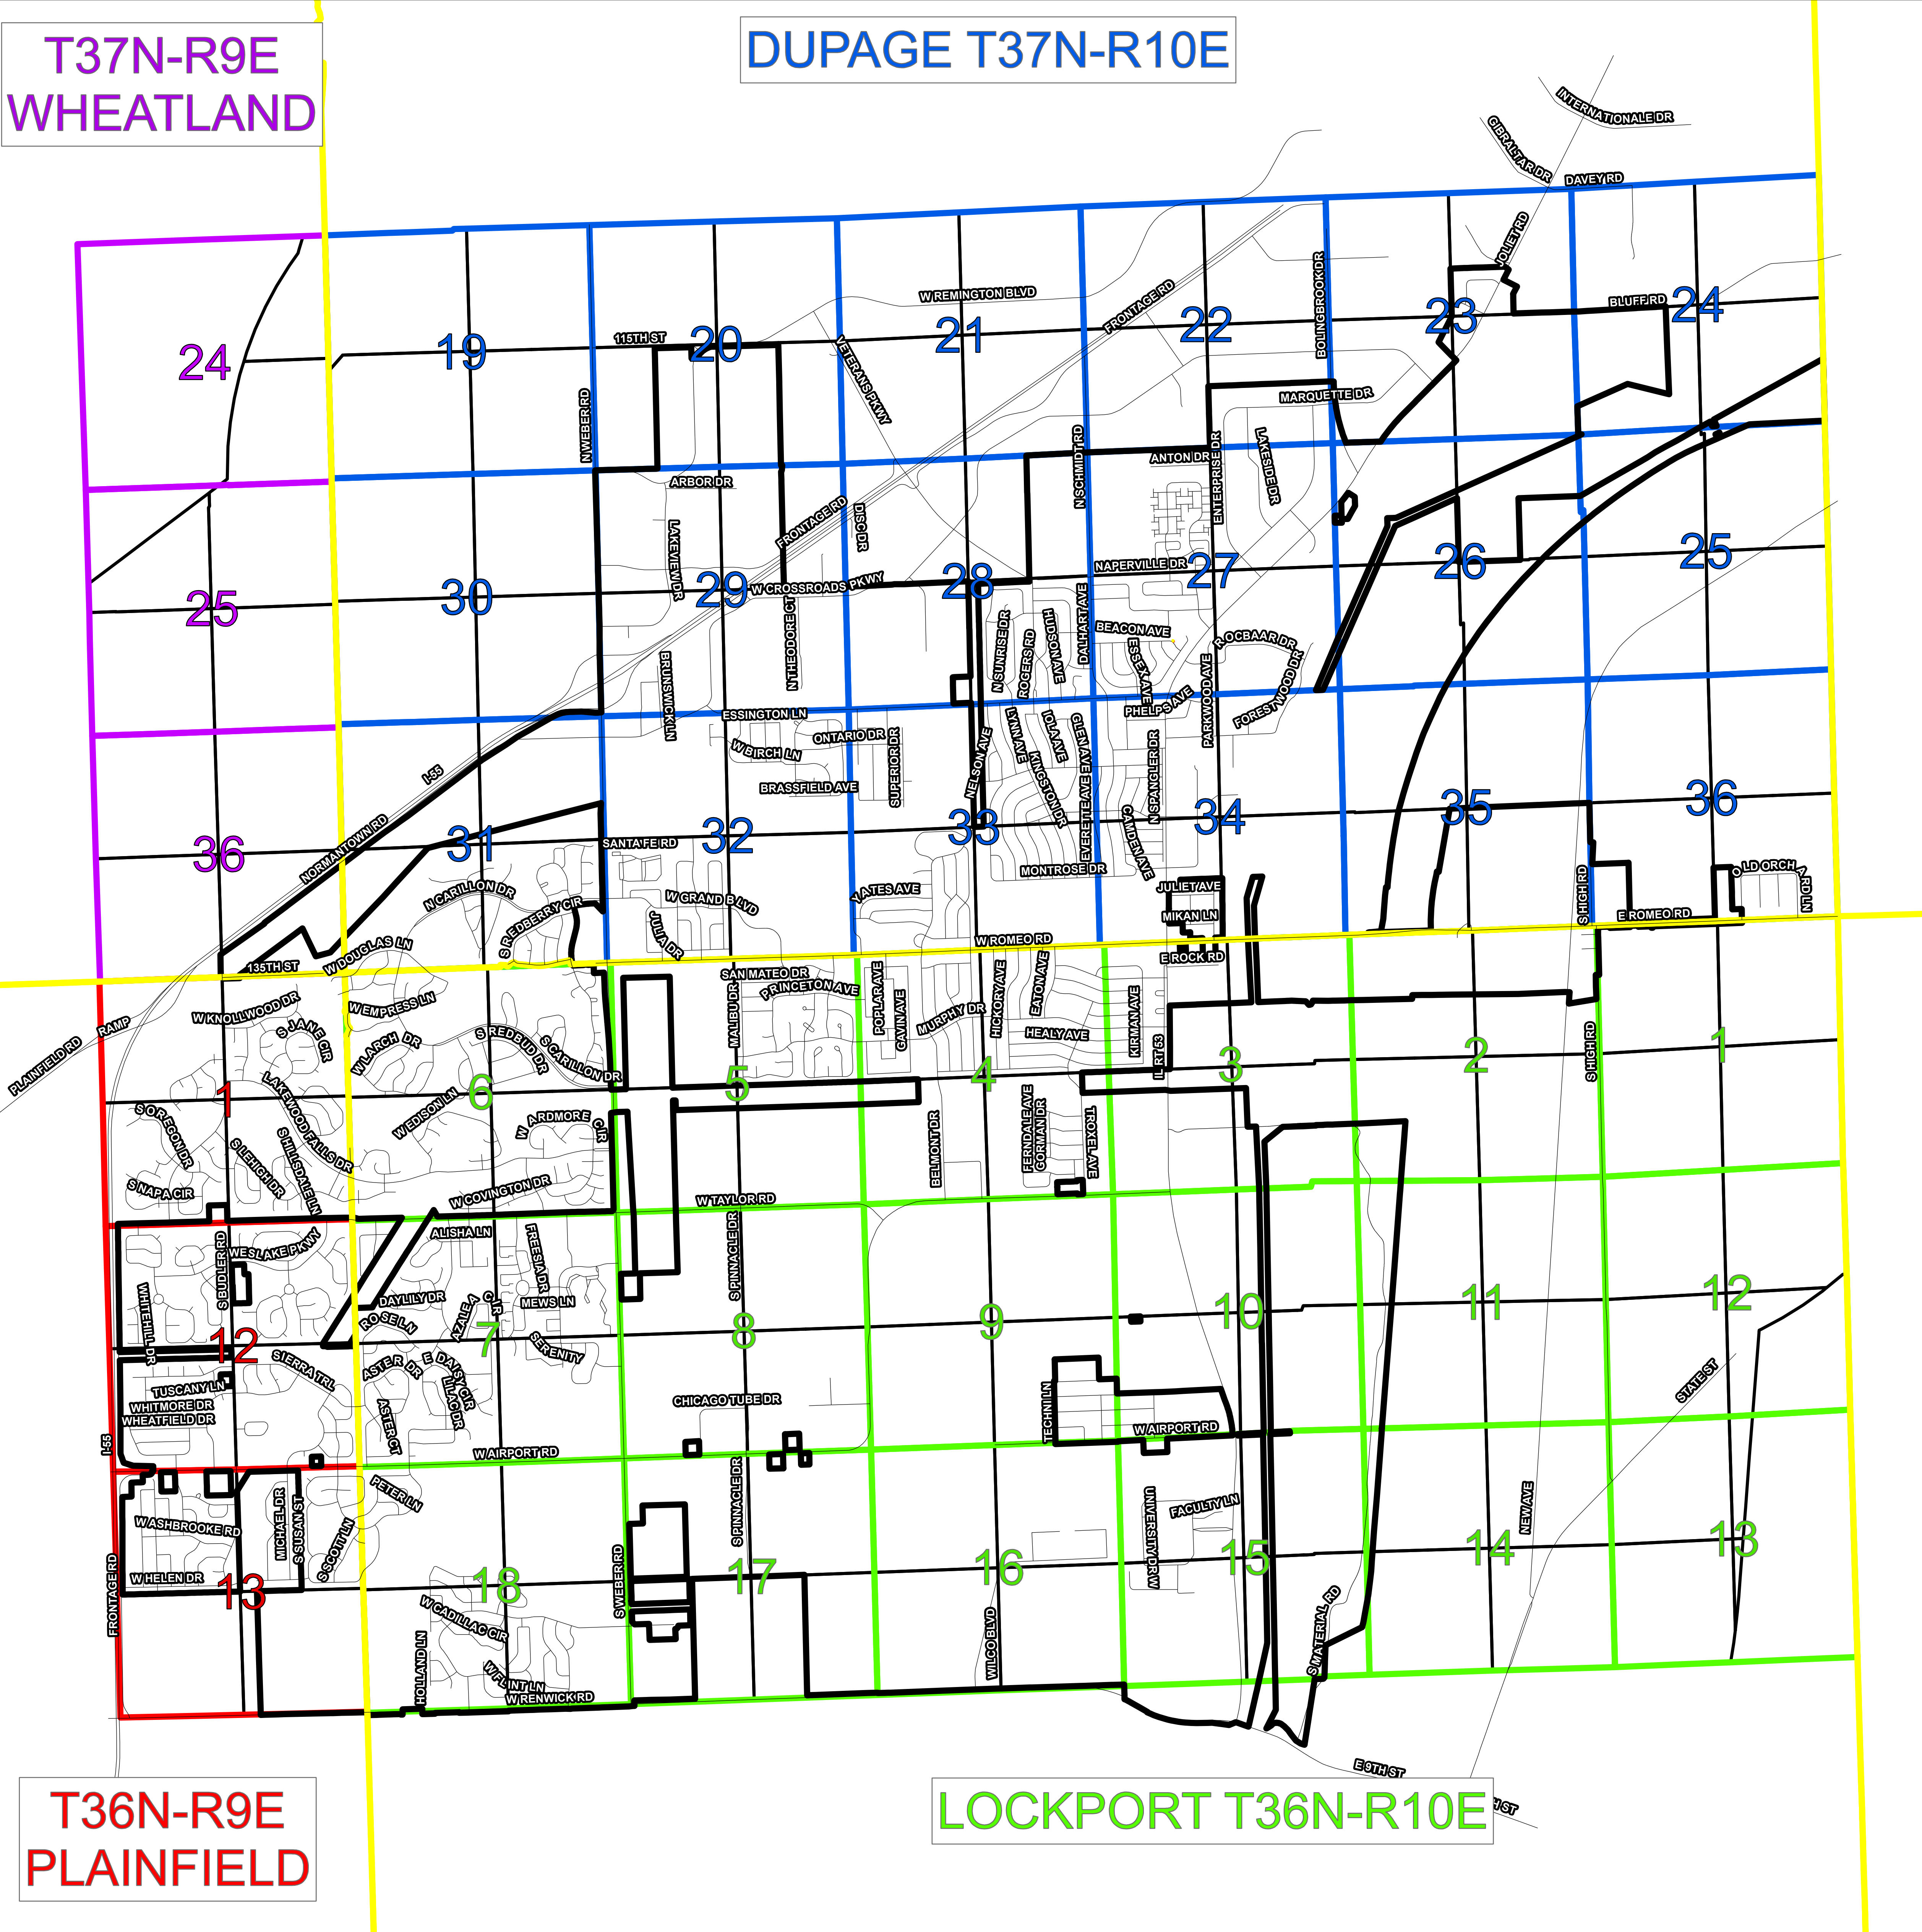 T37N-R9E
WHEATLAND
DUPAGE T37N-R10E
INTERNATIONALE DR
GIBRALTAR DR
DAVEY RD
JOLIET RD
BOLINGBROOK DR
W REMINGTON BLVD
FRONTAGE RD
BLUFF RD
24
19
115TH ST
20
21
22
23
24
VETERANS PKWY
N WEBER RD
MARQUETTE DR
N SCHMIDT RD
ANTON DR
ENTERPRISE DR
LAKESIDE DR
ARBOR DR
LAKEVIEW DR
FRONTAGE RD
DISC DR
25
30
29
W CROSSROADS PKWY
28
NAPERVILLE DR
27
26
25
N THEODORE CT
N SUNRISE DR
ROGERS RD
HUDSON AVE
DALHART AVE
BEACON AVE
ESSEX AVE
R OCBAAR DR
PARKWOOD AVE
FORESTWOOD DR
BRUNSWICK LN
ESSINGTON LN
W BIRCH LN
ONTARIO DR
BRASSFIELD AVE
SUPERIOR DR
NELSON AVE
LYNN AVE
IOLA AVE
KINGSTON DR
GLEN AVE
EVERETTE AVE
PHELPS AVE
N SPANGLER DR
CAMDEN AVE
I-55
NORMANTOWN RD
36
31
SANTA FE RD
32
33
34
35
36
MONTROSE DR
JULIET AVE
MIKAN LN
S HIGH RD
OLD ORCHARD LN
E ROMEO RD
N CARILLON DR
S REDBERRY CIR
W GRAND BLVD
JULIA DR
YATES AVE
W ROMEO RD
E ROCK RD
135TH ST
W DOUGLAS LN
SAN MATEO DR
PRINCETON AVE
MALIBU DR
POPLAR AVE
GAVIN AVE
MURPHY DR
HICKORY AVE
EATON AVE
HEALY AVE
KIRMAN AVE
IL RT 53
W KNOLLWOOD DR
W EMPRESS LN
S JANE CIR
W LARCH DR
S REDBUD DR
S CARILLON DR
RAMP
PLAINFIELD RD
1
6
5
4
3
2
1
S HIGH RD
LAKEWOOD FALLS DR
S OREGON DR
S LEHIGH DR
S HILLSDALE LN
W EDISON LN
W ARDMORE CIR
BELMONT DR
FERNDALE AVE
GORMAN DR
TROXEL AVE
S NAPA CIR
W COVINGTON DR
W TAYLOR RD
S BUDLER RD
WESLAKE PKWY
ALISHA LN
FREESIA DR
S PINNACLE DR
WHITEHILL DR
DAYLILY DR
AZALEA CIR
MEWS LN
ROSE LN
12
7
8
9
10
11
12
SERENITY
SIERRA TRL
ASTER DR
E DAISY CIR
LILAC DR
ASTER CT
TUSCANY LN
WHITMORE DR
WHEATFIELD DR
CHICAGO TUBE DR
TECHNI LN
W AIRPORT RD
STATE ST
I-55
W AIRPORT RD
PETER LN
MICHAEL DR
S SUSAN ST
S SCOTT LN
W ASHBROOKE RD
S PINNACLE DR
UNIVERSITY DR W
FACULTY LN
NEW AVE
FRONTAGE RD
W HELEN DR
13
18
S WEBER RD
17
16
15
14
13
W CADILLAC CIR
HOLLAND LN
W FLINT LN
W RENWICK RD
WILCO BLVD
S MATERIAL RD
E 9TH ST
T36N-R9E
PLAINFIELD
LOCKPORT T36N-R10E
H ST